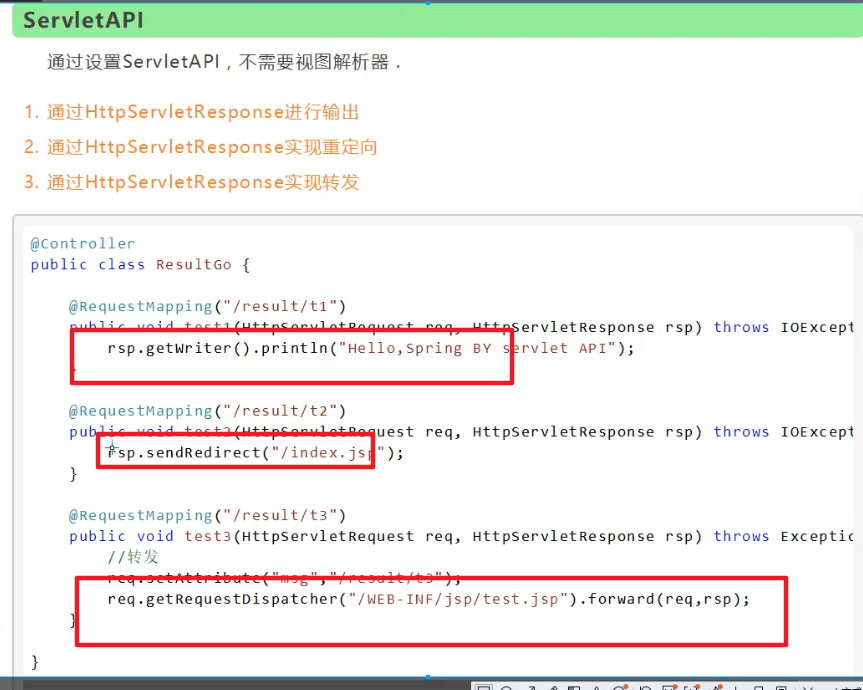 ServletAPI
通过设置ServletAPI，不需要视图解析器．
1. 通过HttpServletResponse进行输出
2. 通过HttpServletResponse实现重定向
3. 通过HttpServletResponse实现转发
@Controller
public class ResultGo {
@RequestMapping("/result/t1")
public void test1(HttpServletRequest req, HttpServletResponse rsp) throws IOExcept
rsp.getWriter().println("Hello,Spring BY servlet API");
}
@RequestMapping("/result/t2")
public void test2(HttpServletRequest req, HttpServletResponse rsp) throws IOExcept
rsp.sendRedirect("/index.jsp");
}
@RequestMapping("/result/t3")
public void test3(HttpServletRequest req, HttpServletResponse rsp) throws Exceptio
//转发
req.setAttribute("msg","/result/t3");
req.getRequestDispatcher("/WEB-INF/jsp/test.jsp").forward(req,rsp);
}
}